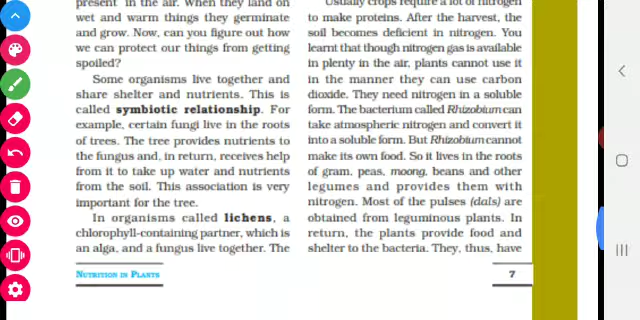 present in the air. When they land on
wet and warm things they germinate
and grow. Now, can you figure out how
we can protect our things from getting
spoiled?
Some organisms live together and
share shelter and nutrients. This is
called symbiotic relationship. For
example, certain fungi live in the roots
of trees. The tree provides nutrients to
the fungus and, in return, receives help
from it to take up water and nutrients
from the soil. This association is very
important for the tree.
In organisms called lichens, a
chlorophyll-containing partner, which is
an alga, and a fungus live together. The
Usually crops require a lot of nitrogen
to make proteins. After the harvest, the
soil becomes deficient in nitrogen. You
learnt that though nitrogen gas is available
in plenty in the air, plants cannot use it
in the manner they can use carbon
dioxide. They need nitrogen in a soluble
form. The bacterium called Rhizobium can
take atmospheric nitrogen and convert it
into a soluble form. But Rhizobium cannot
make its own food. So it lives in the roots
of gram, peas, moong, beans and other
legumes and provides them with
nitrogen. Most of the pulses (dals) are
obtained from leguminous plants. In
return, the plants provide food and
shelter to the bacteria. They, thus, have
NUTRITION IN PLANTS
7